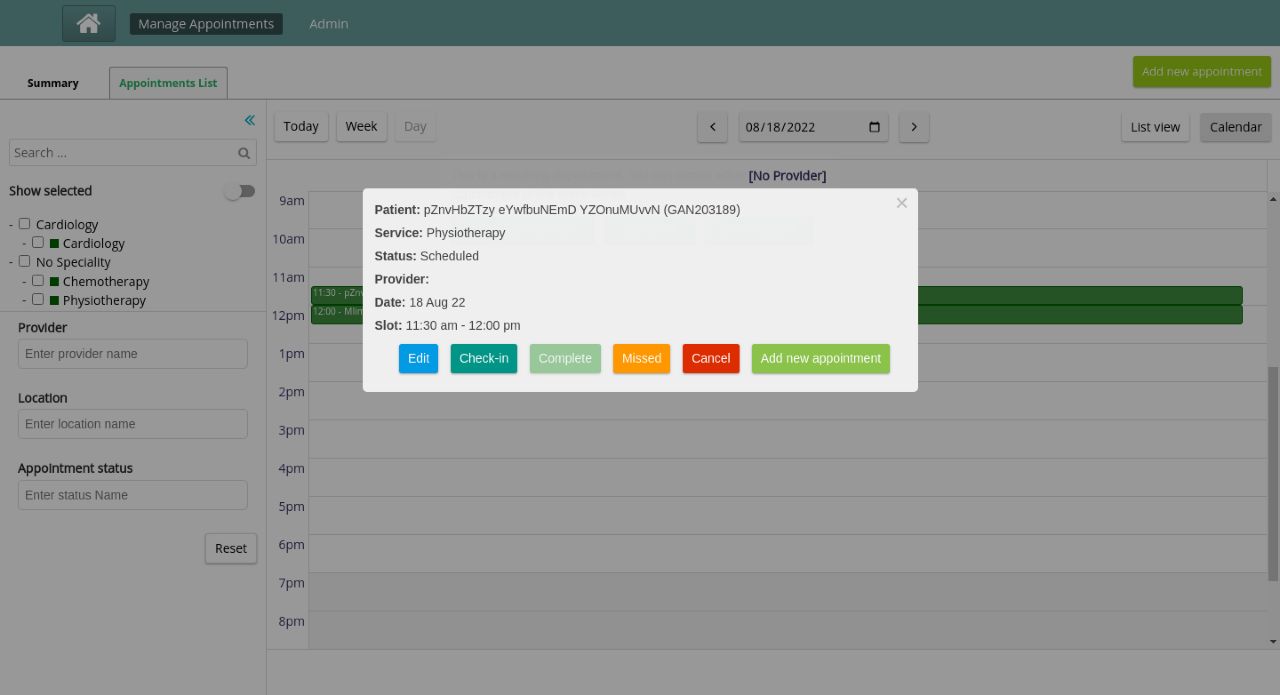 Manage Appointments Admin
Summary Appointments List Add new appointment
Today Week Day 08/18/2022 List view Calendar
Search ...
Show selected
- Cardiology
- Cardiology
- No Speciality
- Chemotherapy
- Physiotherapy
Provider
Enter provider name
Location
Enter location name
Appointment status
Enter status Name
Reset
[No Provider]
9am
10am
11am
11:30 - pZnv
12pm
12:00 - Mlim
1pm
2pm
3pm
4pm
5pm
6pm
7pm
8pm
Patient: pZnvHbZTzy eYwfbuNEmD YZOnuMUvvN (GAN203189)
Service: Physiotherapy
Status: Scheduled
Provider:
Date: 18 Aug 22
Slot: 11:30 am - 12:00 pm
Edit Check-in Complete Missed Cancel Add new appointment